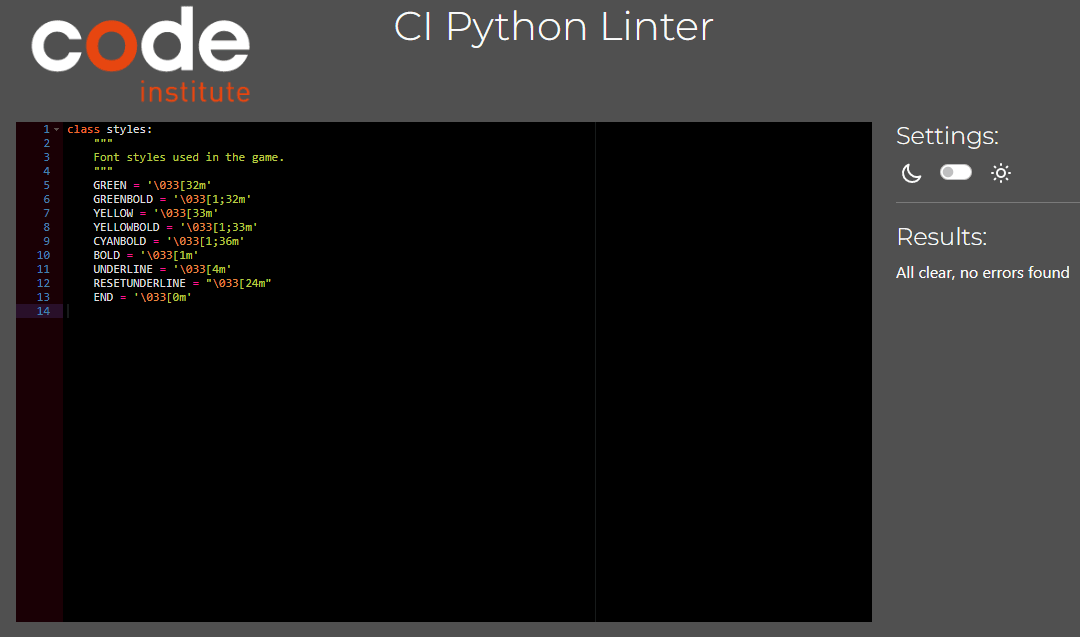 code
institute
CI Python Linter
1 class styles:
2     """
3     Font styles used in the game.
4     """
5     GREEN = '\033[32m'
6     GREENBOLD = '\033[1;32m'
7     YELLOW = '\033[33m'
8     YELLOWBOLD = '\033[1;33m'
9     CYANBOLD = '\033[1;36m'
10     BOLD = '\033[1m'
11     UNDERLINE = '\033[4m'
12     RESETUNDERLINE = "\033[24m"
13     END = '\033[0m'
14
Settings:
Results:
All clear, no errors found